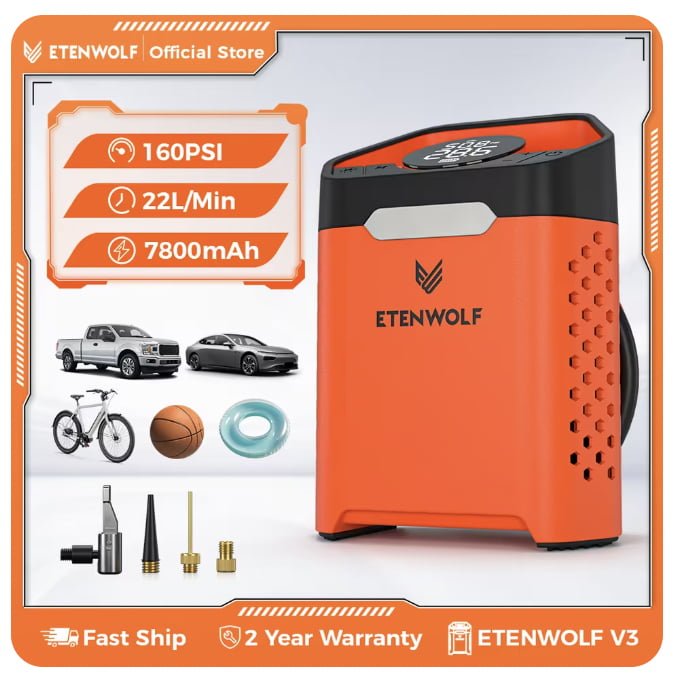 ETENWOLF Official Store
160PSI
22L/Min
7800mAh
ETENWOLF
Fast Ship
2 Year Warranty
ETENWOLF V3